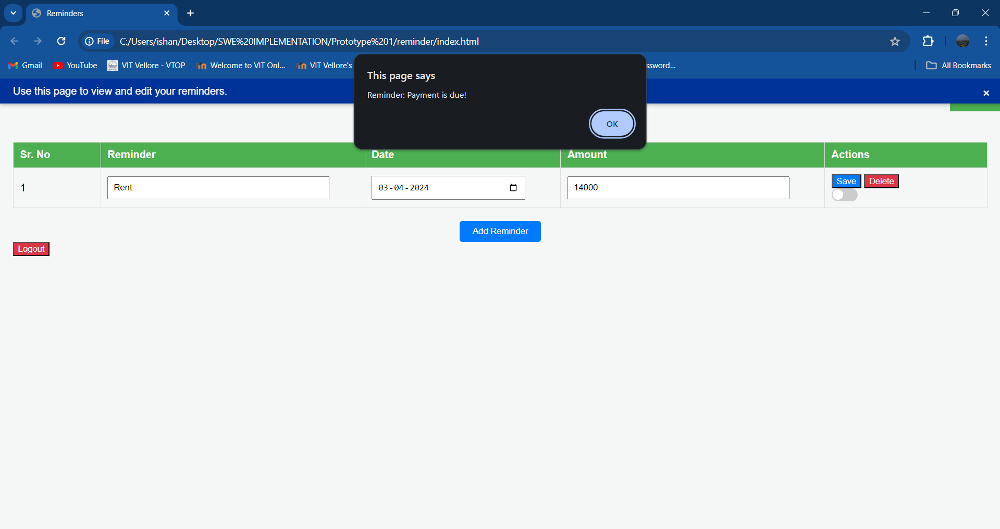 Reminders
File
C:/Users/ishan/Desktop/SWE%20IMPLEMENTATION/Prototype%201/reminder/index.html
Gmail
YouTube
VIT Vellore - VTOP
Welcome to VIT Onl...
VIT Vellore's
ssword...
All Bookmarks
This page says
Reminder: Payment is due!
OK
Use this page to view and edit your reminders.
Sr. No Reminder Date Amount Actions
1 Rent 03-04-2024 14000 Save Delete
Add Reminder
Logout